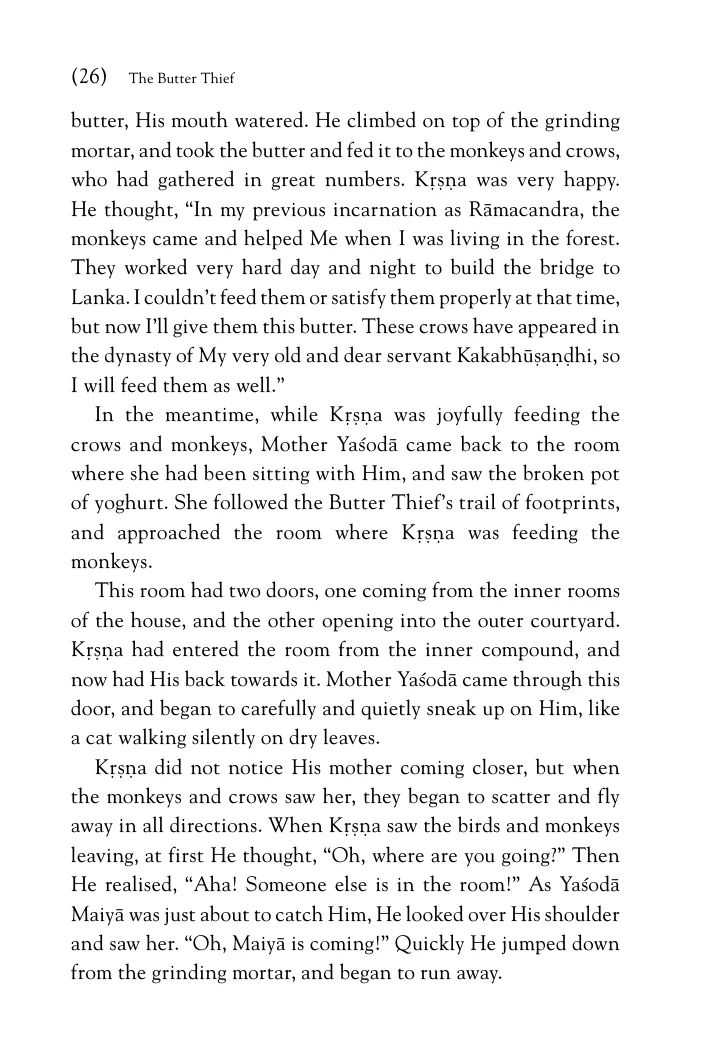 (26) The Butter Thief
butter, His mouth watered. He climbed on top of the grinding
mortar, and took the butter and fed it to the monkeys and crows,
who had gathered in great numbers. Kṛṣṇa was very happy.
He thought, “In my previous incarnation as Rāmacandra, the
monkeys came and helped Me when I was living in the forest.
They worked very hard day and night to build the bridge to
Lanka. I couldn’t feed them or satisfy them properly at that time,
but now I’ll give them this butter. These crows have appeared in
the dynasty of My very old and dear servant Kakabhūṣaṇḍhi, so
I will feed them as well.”
In the meantime, while Kṛṣṇa was joyfully feeding the
crows and monkeys, Mother Yaśodā came back to the room
where she had been sitting with Him, and saw the broken pot
of yoghurt. She followed the Butter Thief’s trail of footprints,
and approached the room where Kṛṣṇa was feeding the
monkeys.
This room had two doors, one coming from the inner rooms
of the house, and the other opening into the outer courtyard.
Kṛṣṇa had entered the room from the inner compound, and
now had His back towards it. Mother Yaśodā came through this
door, and began to carefully and quietly sneak up on Him, like
a cat walking silently on dry leaves.
Kṛṣṇa did not notice His mother coming closer, but when
the monkeys and crows saw her, they began to scatter and fly
away in all directions. When Kṛṣṇa saw the birds and monkeys
leaving, at first He thought, “Oh, where are you going?” Then
He realised, “Aha! Someone else is in the room!” As Yaśodā
Maiyā was just about to catch Him, He looked over His shoulder
and saw her. “Oh, Maiyā is coming!” Quickly He jumped down
from the grinding mortar, and began to run away.